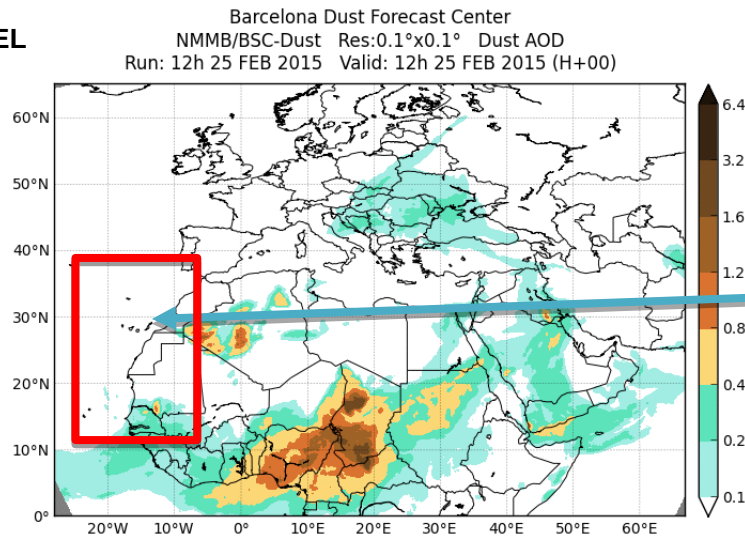 Barcelona Dust Forecast Center
EL
NMMB/BSC-Dust   Res:0.1°x0.1°   Dust AOD
Run: 12h 25 FEB 2015   Valid: 12h 25 FEB 2015 (H+00)
60°N
50°N
40°N
30°N
20°N
10°N
0°
20°W 10°W 0° 10°E 20°E 30°E 40°E 50°E 60°E
6.4
3.2
1.6
1.2
0.8
0.4
0.2
0.1